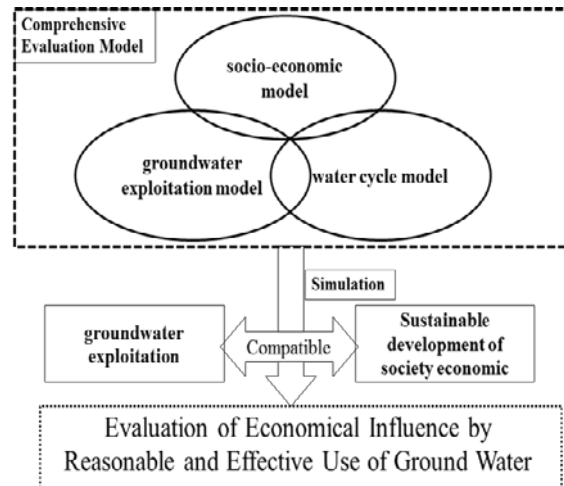 Comprehensive
Evaluation Model
socio-economic
model
groundwater
exploitation model
water cycle model
Simulation
groundwater
exploitation
Compatible
Sustainable
development of
society economic
Evaluation of Economical Influence by
Reasonable and Effective Use of Ground Water